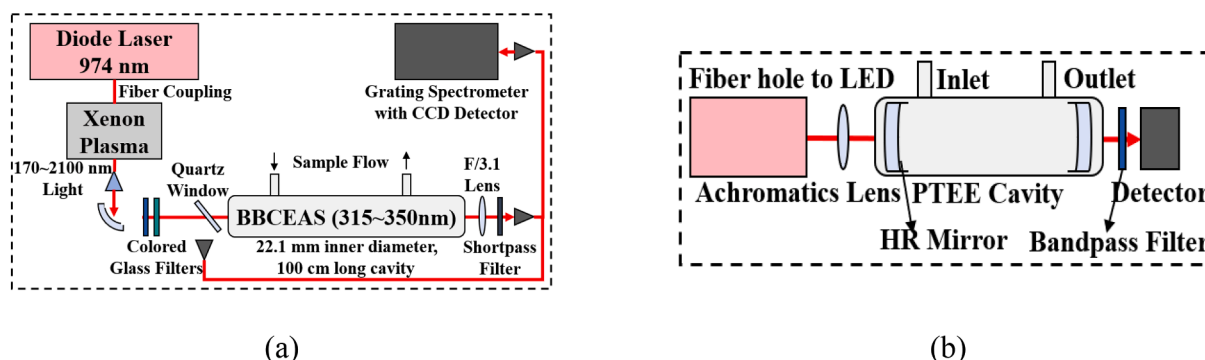 Diode Laser
974 nm
Fiber Coupling
Xenon
Plasma
170~2100 nm
Light
Colored
Glass Filters
Quartz
Window
Sample Flow
BBCEAS (315~350nm)
22.1 mm inner diameter,
100 cm long cavity
F/3.1
Lens
Shortpass
Filter
Grating Spectrometer
with CCD Detector
(a)
Fiber hole to LED
Inlet
Outlet
Achromatics Lens
PTEE Cavity
Detector
HR Mirror
Bandpass Filter
(b)